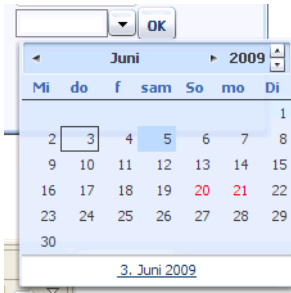 OK
Juni 2009
Mi do f sam So mo Di
1
2 3 4 5 6 7 8
9 10 11 12 13 14 15
16 17 18 19 20 21 22
23 24 25 26 27 28 29
30
3. Juni 2009